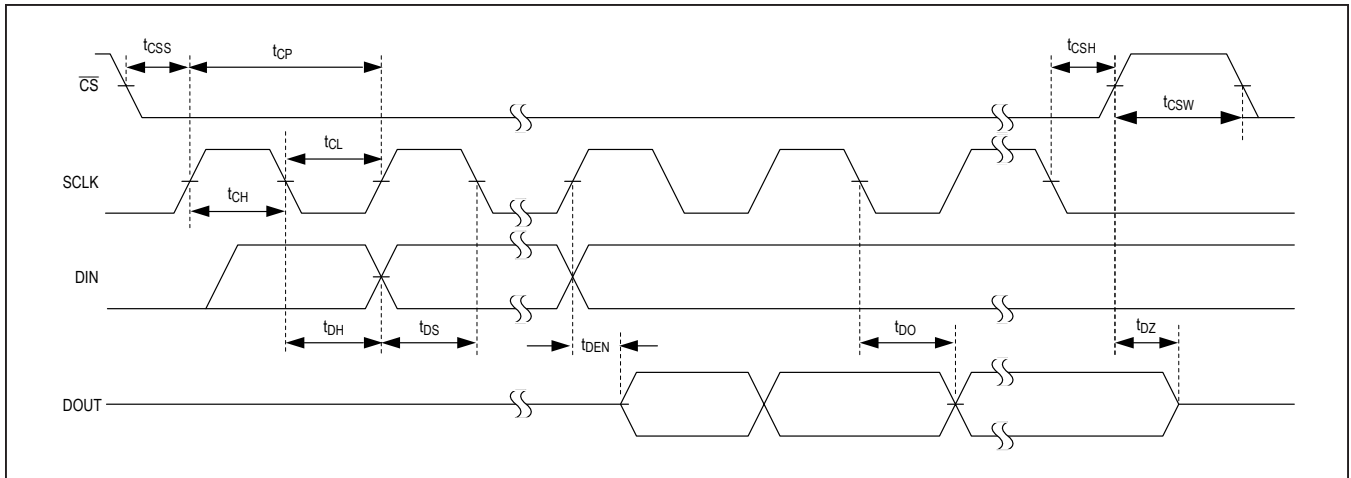 tCSS
tCP
tCSH
CS
tCSW
tCL
SCLK
tCH
DIN
tDH
tDS
tDEN
tDO
tDZ
DOUT